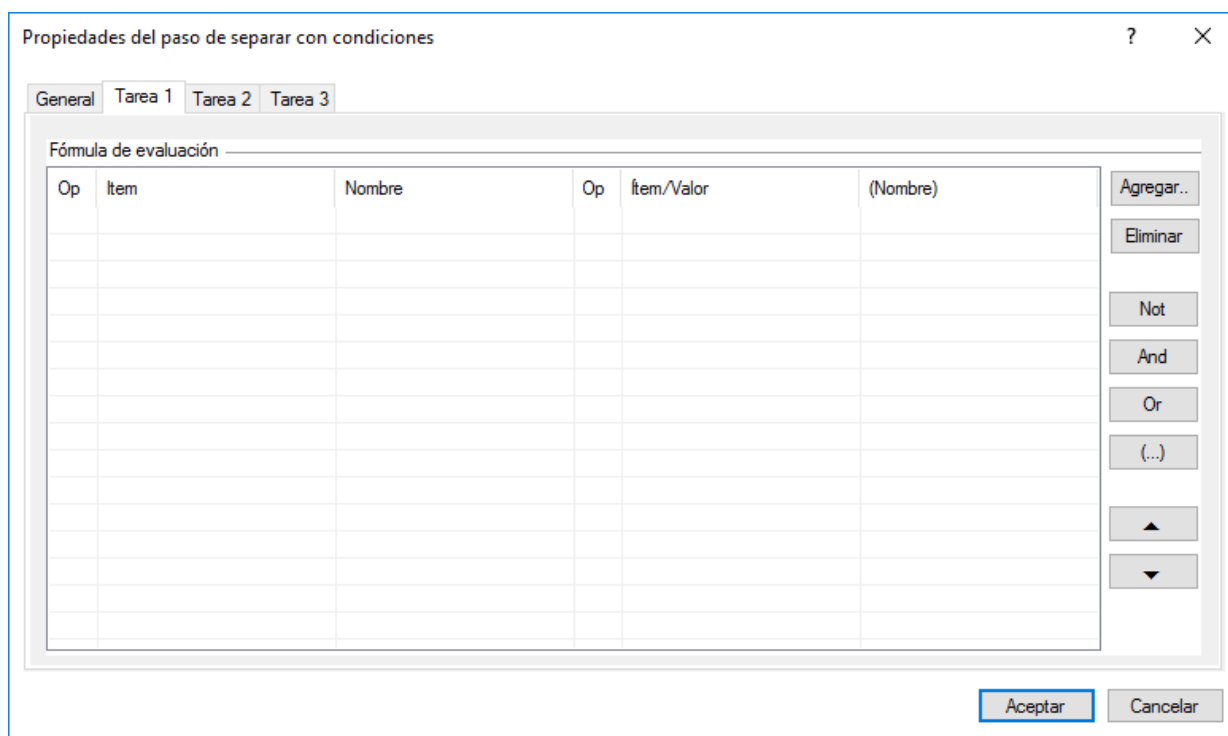 Propiedades del paso de separar con condiciones ?
General Tarea 1 Tarea 2 Tarea 3
Fórmula de evaluación
Op Item Nombre Op Ítem/Valor (Nombre)
Agregar..
Eliminar
Not
And
Or
(...)
Aceptar Cancelar